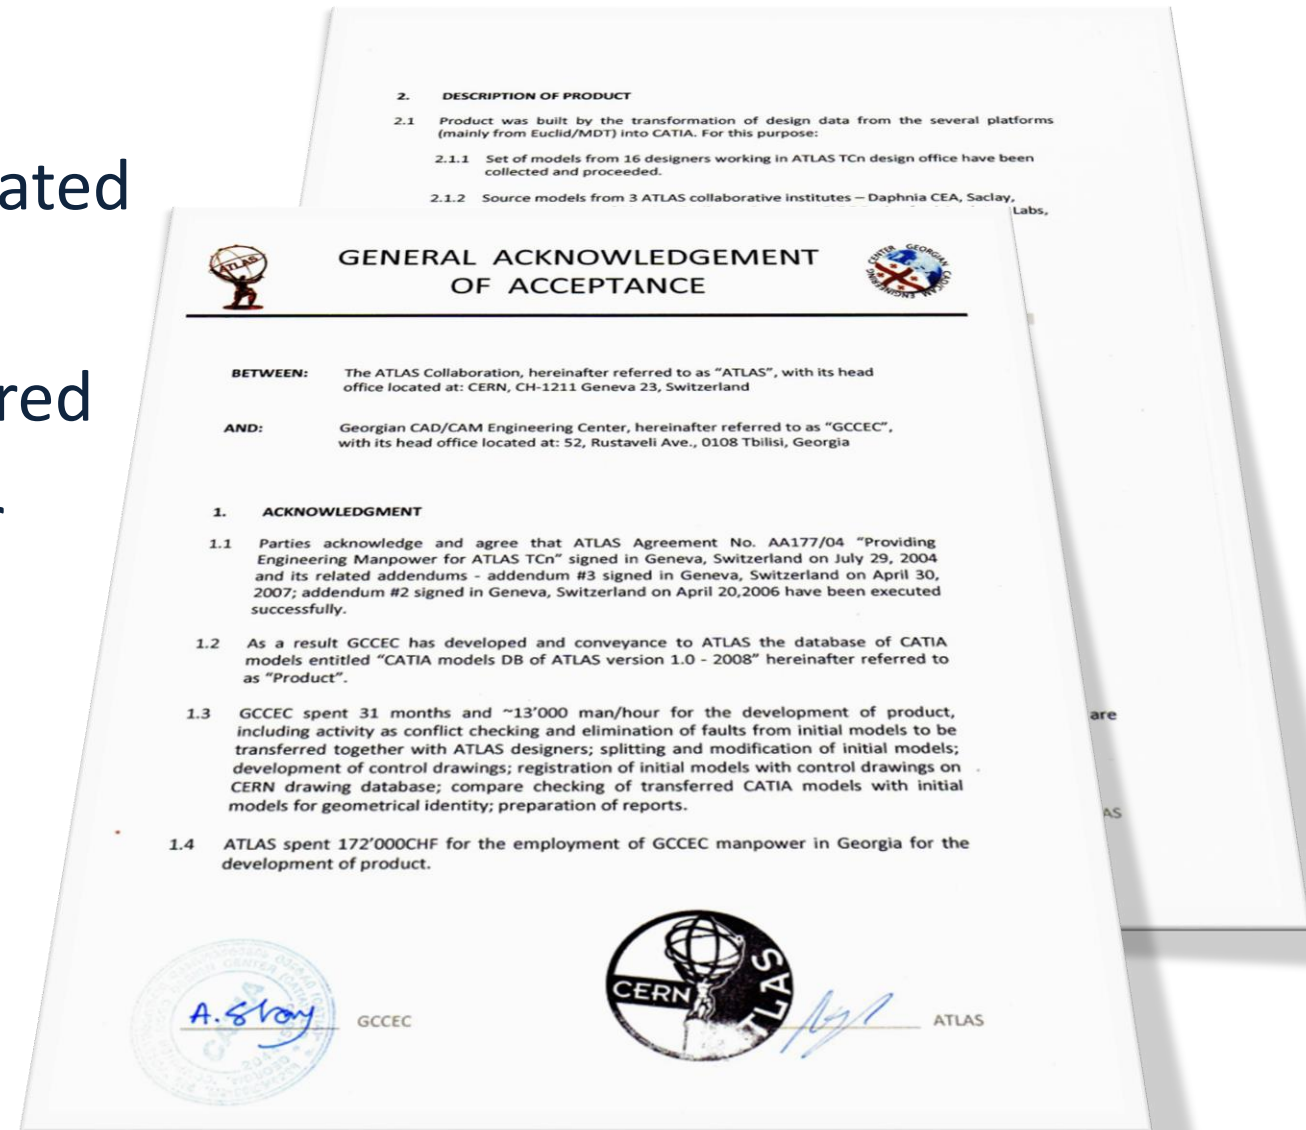 ated
red
2. DESCRIPTION OF PRODUCT
2.1 Product was built by the transformation of design data from the several platforms
(mainly from Euclid/MDT) into CATIA. For this purpose:
2.1.1 Set of models from 16 designers working in ATLAS TCn design office have been
collected and proceeded.
2.1.2 Source models from 3 ATLAS collaborative institutes – Daphnia CEA, Saclay,
Labs,
are
AS
ATLAS
GENERAL ACKNOWLEDGEMENT
OF ACCEPTANCE
GEORGIAN CAD/CAM ENGINEERING CENTER
BETWEEN: The ATLAS Collaboration, hereinafter referred to as “ATLAS”, with its head
office located at: CERN, CH-1211 Geneva 23, Switzerland
AND: Georgian CAD/CAM Engineering Center, hereinafter referred to as “GCCEC”,
with its head office located at: 52, Rustaveli Ave., 0108 Tbilisi, Georgia
1. ACKNOWLEDGMENT
1.1 Parties acknowledge and agree that ATLAS Agreement No. AA177/04 “Providing
Engineering Manpower for ATLAS TCn” signed in Geneva, Switzerland on July 29, 2004
and its related addendums - addendum #3 signed in Geneva, Switzerland on April 30,
2007; addendum #2 signed in Geneva, Switzerland on April 20,2006 have been executed
successfully.
1.2 As a result GCCEC has developed and conveyance to ATLAS the database of CATIA
models entitled “CATIA models DB of ATLAS version 1.0 - 2008” hereinafter referred to
as “Product”.
1.3 GCCEC spent 31 months and ~13’000 man/hour for the development of product,
including activity as conflict checking and elimination of faults from initial models to be
transferred together with ATLAS designers; splitting and modification of initial models;
development of control drawings; registration of initial models with control drawings on
CERN drawing database; compare checking of transferred CATIA models with initial
models for geometrical identity; preparation of reports.
1.4 ATLAS spent 172’000CHF for the employment of GCCEC manpower in Georgia for the
development of product.
GCCEC
CERN
ATLAS
ATLAS